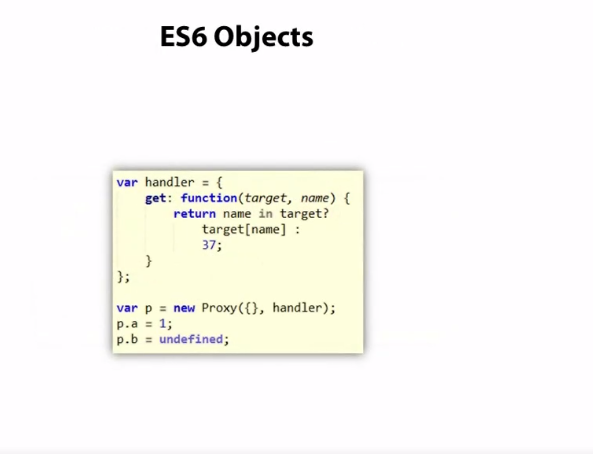 ES6 Objects
var handler = {
    get: function(target, name) {
        return name in target?
            target[name] :
            37;
    }
};
var p = new Proxy({}, handler);
p.a = 1;
p.b = undefined;